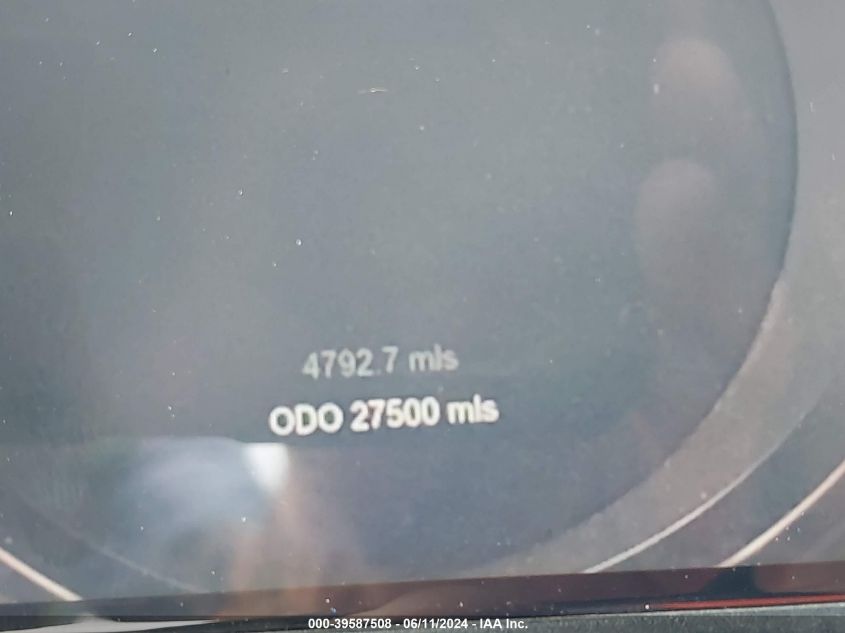 4792.7 mls
ODO 27500 mls
000-39587508 - 06/11/2024 - IAA Inc.